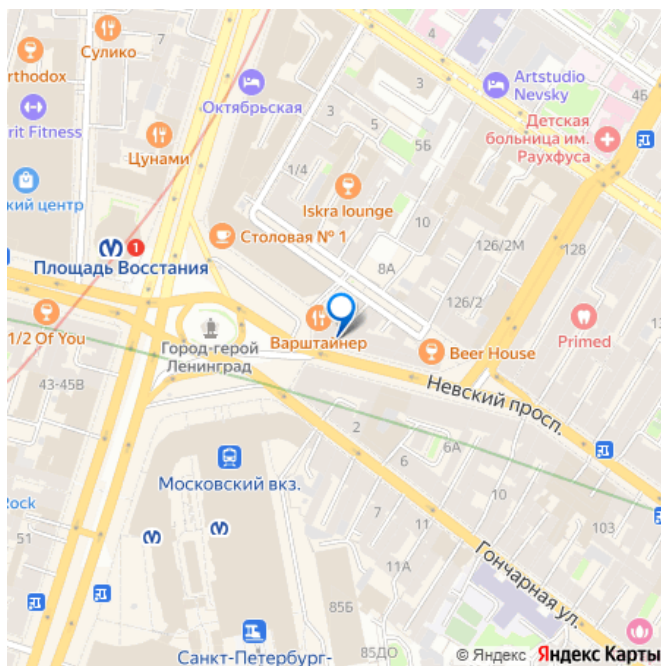 Сулико
rthodox
Октябрьская
Artstudio
Nevsky
3
4
4Б
rit Fitness
Цунами
3
5
5Б
Детская
больница им.
Раухфуса
1/4
кий центр
Iskra lounge
10
Столовая № 1
126/2М
128
1
Площадь Восстания
8А
126/2
1/2 Of You
Город-герой
Ленинград
Варштайнер
Beer House
Primed
43-45В
Невский просп.
2
6
6А
Московский вкз.
10
Rock
7
11
103
51
Гончарная ул.
11А
85Б
85ДО
Санкт-Петербург-
© Яндекс Яндекс Карты